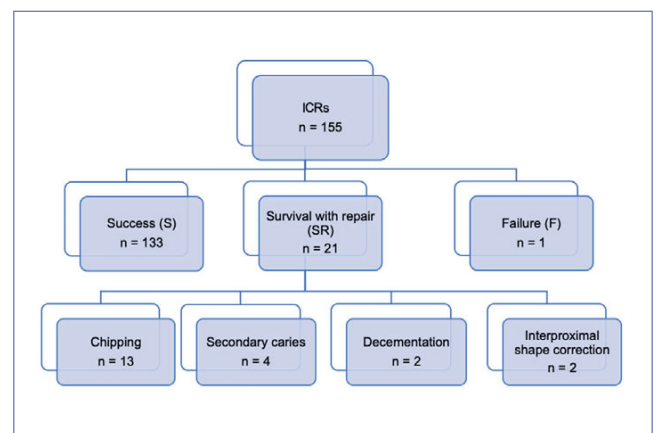 ICRs
n = 155
Success (S)
n = 133
Survival with repair
(SR)
n = 21
Failure (F)
n = 1
Chipping
n = 13
Secondary caries
n = 4
Decementation
n = 2
Interproximal
shape correction
n = 2